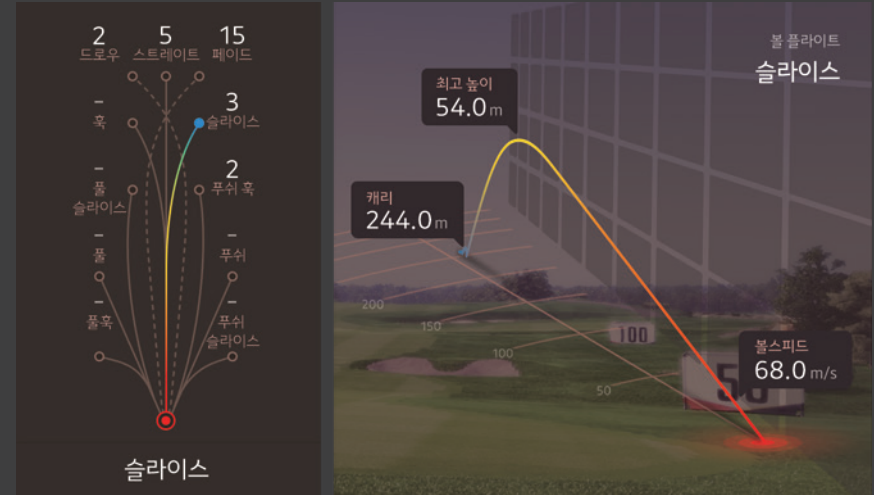 2 5 15
드로우 스트레이트 페이드
– 3
훅 슬라이스
– 2
풀 푸쉬 훅
슬라이스
– –
풀 푸쉬
– –
풀훅 푸쉬
슬라이스
슬라이스
볼 플라이트
슬라이스
최고 높이
54.0 m
캐리
244.0 m
200
150
100
100
50
볼스피드
68.0 m/s